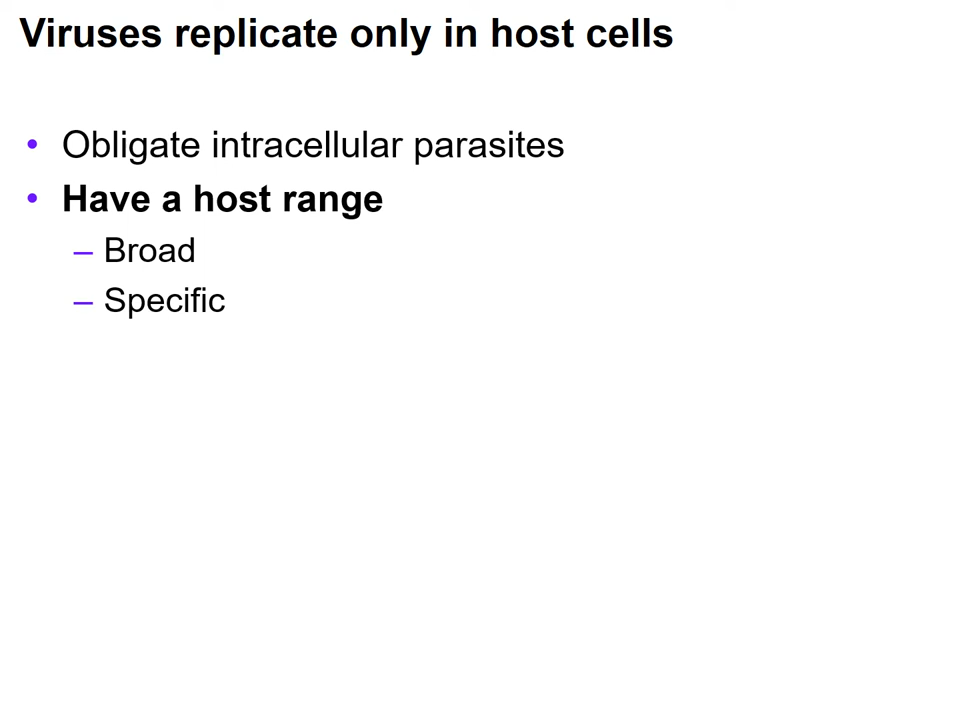 Viruses replicate only in host cells
• Obligate intracellular parasites
• Have a host range
– Broad
– Specific